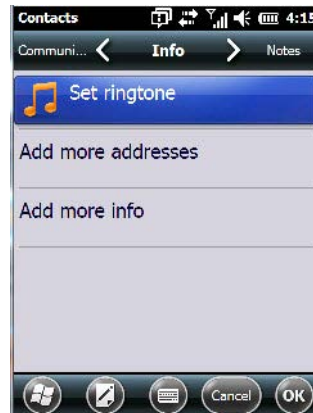 Contacts 4:15
Communi... Info Notes
Set ringtone
Add more addresses
Add more info
Cancel OK